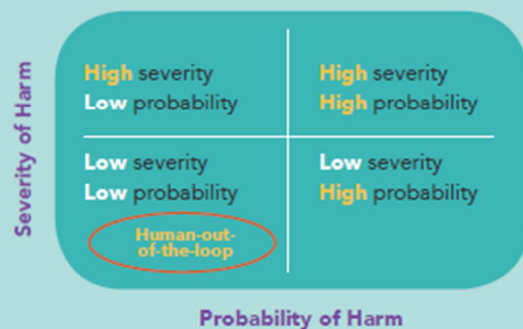 Severity of Harm
High severity
Low probability
High severity
High probability
Low severity
Low probability
Low severity
High probability
Human-out-
of-the-loop
Probability of Harm